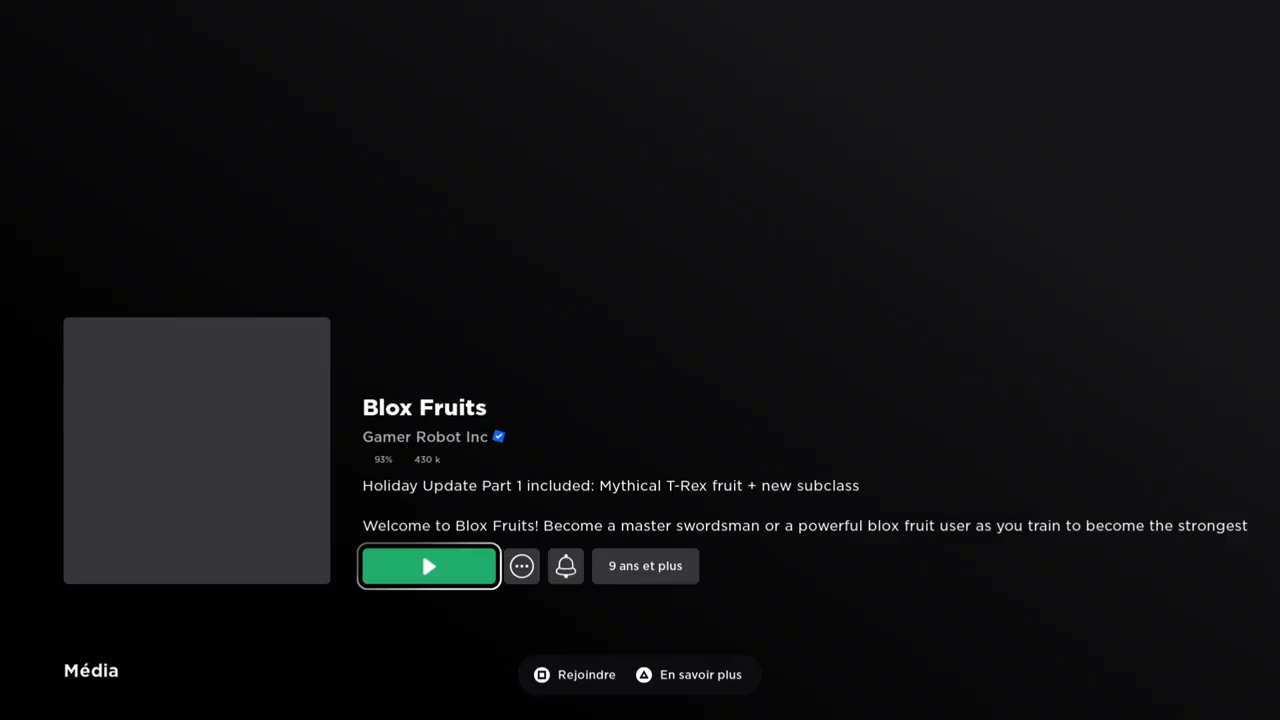 Blox Fruits
Gamer Robot Inc
93% 430 k
Holiday Update Part 1 included: Mythical T-Rex fruit + new subclass
Welcome to Blox Fruits! Become a master swordsman or a powerful blox fruit user as you train to become the strongest
9 ans et plus
Média
Rejoindre En savoir plus